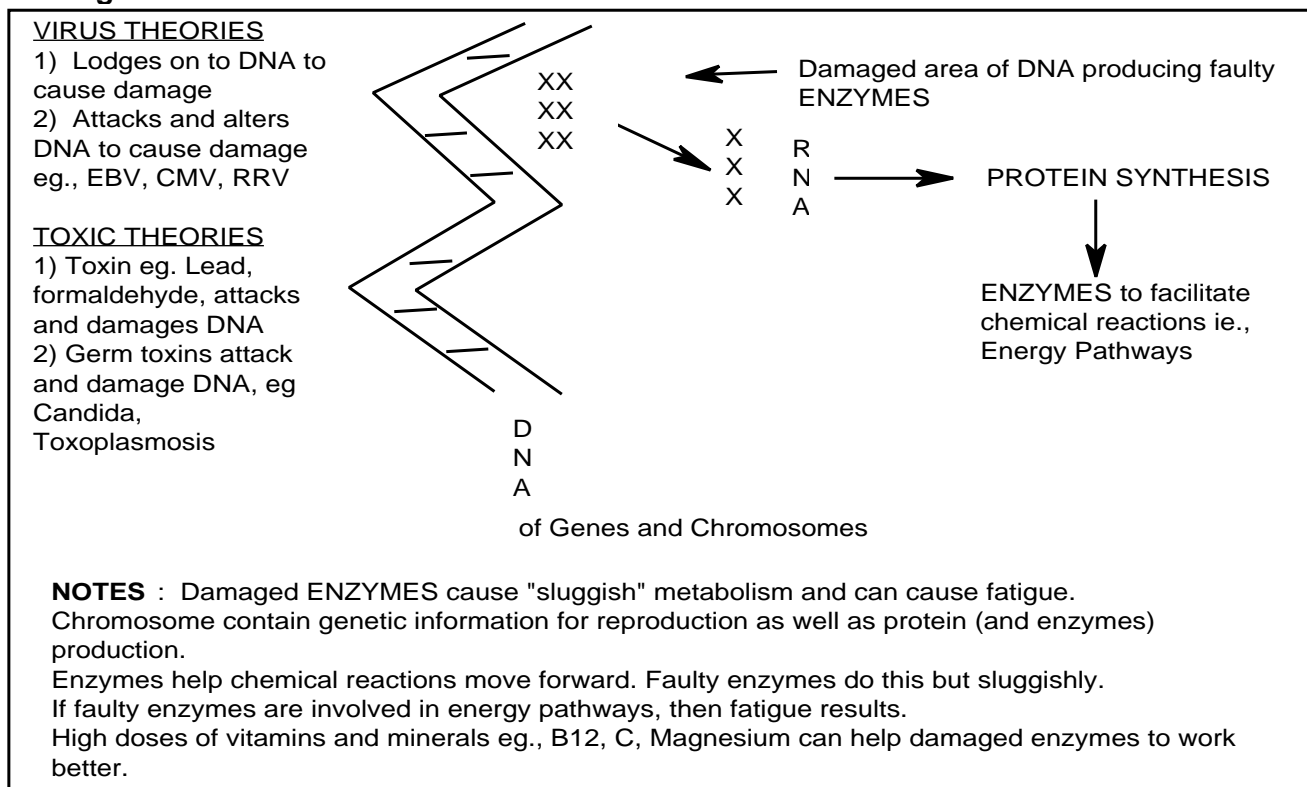 VIRUS THEORIES
1) Lodges on to DNA to
cause damage
2) Attacks and alters
DNA to cause damage
eg., EBV, CMV, RRV
TOXIC THEORIES
1) Toxin eg. Lead,
formaldehyde, attacks
and damages DNA
2) Germ toxins attack
and damage DNA, eg
Candida,
Toxoplasmosis
XX
XX
XX
Damaged area of DNA producing faulty
ENZYMES
X
X
X
R
N
A
PROTEIN SYNTHESIS
ENZYMES to facilitate
chemical reactions ie.,
Energy Pathways
D
N
A
of Genes and Chromosomes
NOTES : Damaged ENZYMES cause "sluggish" metabolism and can cause fatigue.
Chromosome contain genetic information for reproduction as well as protein (and enzymes)
production.
Enzymes help chemical reactions move forward. Faulty enzymes do this but sluggishly.
If faulty enzymes are involved in energy pathways, then fatigue results.
High doses of vitamins and minerals eg., B12, C, Magnesium can help damaged enzymes to work
better.